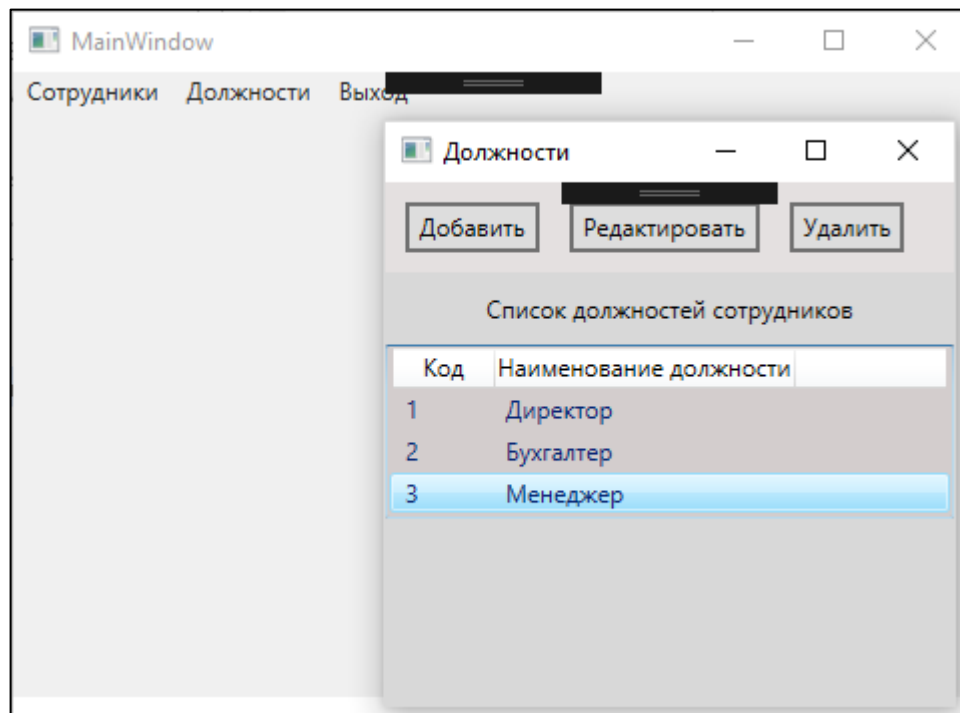 MainWindow
Сотрудники Должности Выход
Должности
Добавить Редактировать Удалить
Список должностей сотрудников
Код Наименование должности
1 Директор
2 Бухгалтер
3 Менеджер